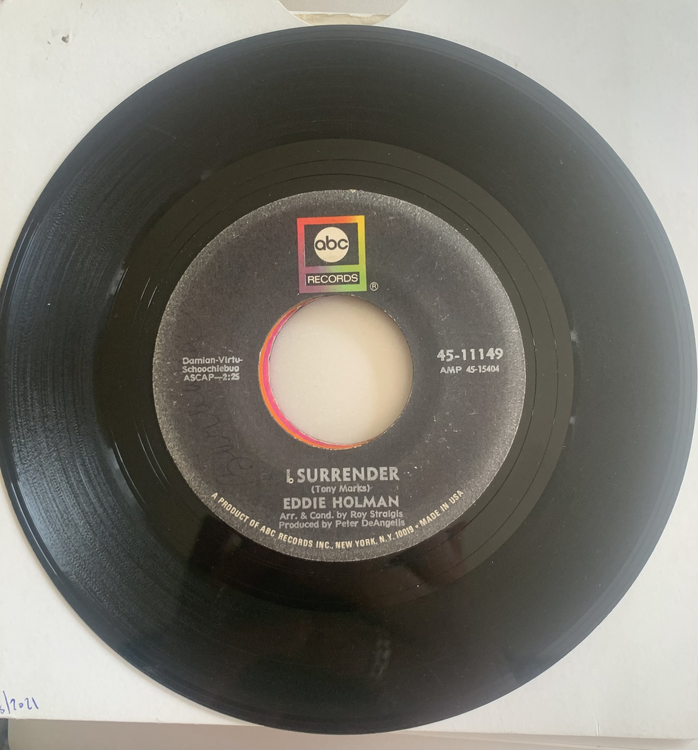 abc
RECORDS
®
45-11149
AMP 45-15404
Damian-Virtu-
Schoochiebug
ASCAP—2:25
I SURRENDER
(Tony Marks)
EDDIE HOLMAN
Arr. & Cond. by Roy Straigis
Produced by Peter DeAngelis
A PRODUCT OF ABC RECORDS INC., NEW YORK, N.Y. 10019 • MADE IN USA
/2021